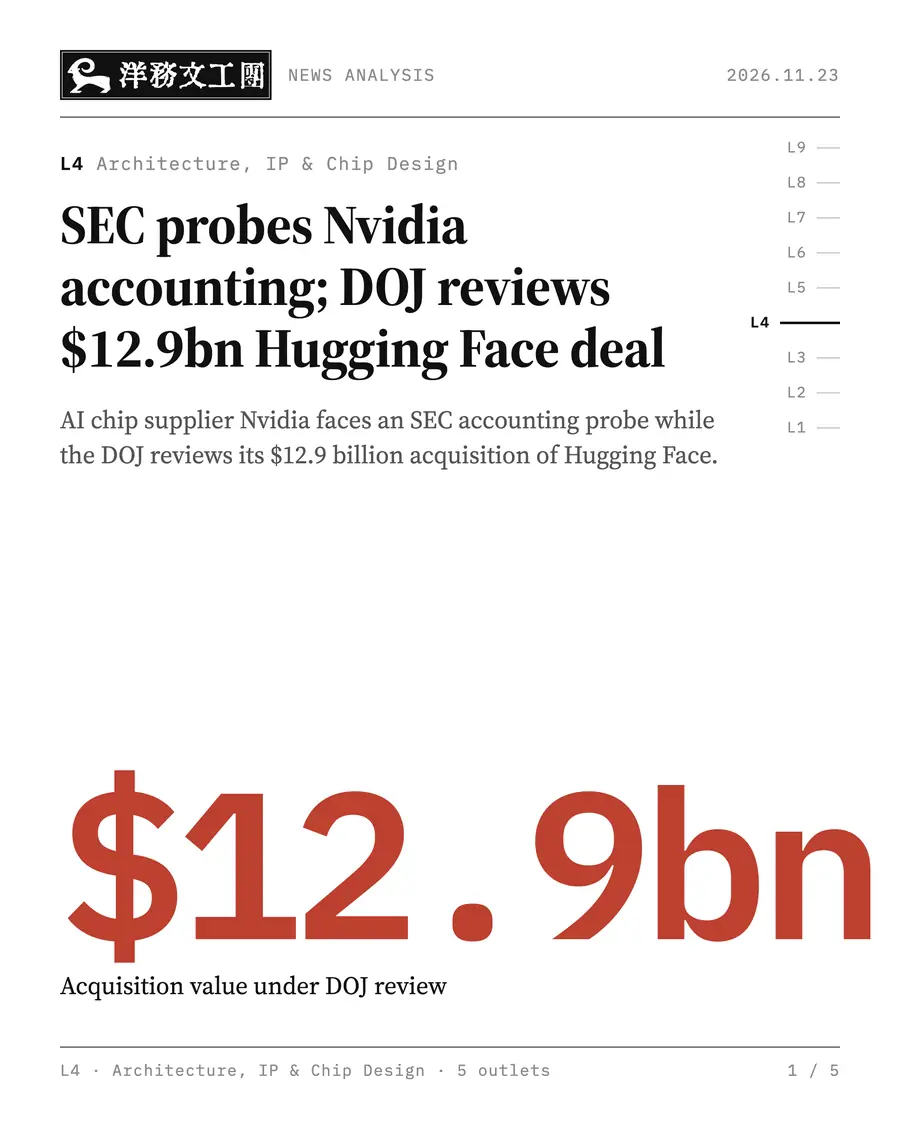 洋務文工團 NEWS ANALYSIS 2026.11.23
L4 Architecture, IP & Chip Design
SEC probes Nvidia
accounting; DOJ reviews
$12.9bn Hugging Face deal
AI chip supplier Nvidia faces an SEC accounting probe while
the DOJ reviews its $12.9 billion acquisition of Hugging Face.
L9
L8
L7
L6
L5
L4
L3
L2
L1
$12.9bn
Acquisition value under DOJ review
L4 · Architecture, IP & Chip Design · 5 outlets 1 / 5